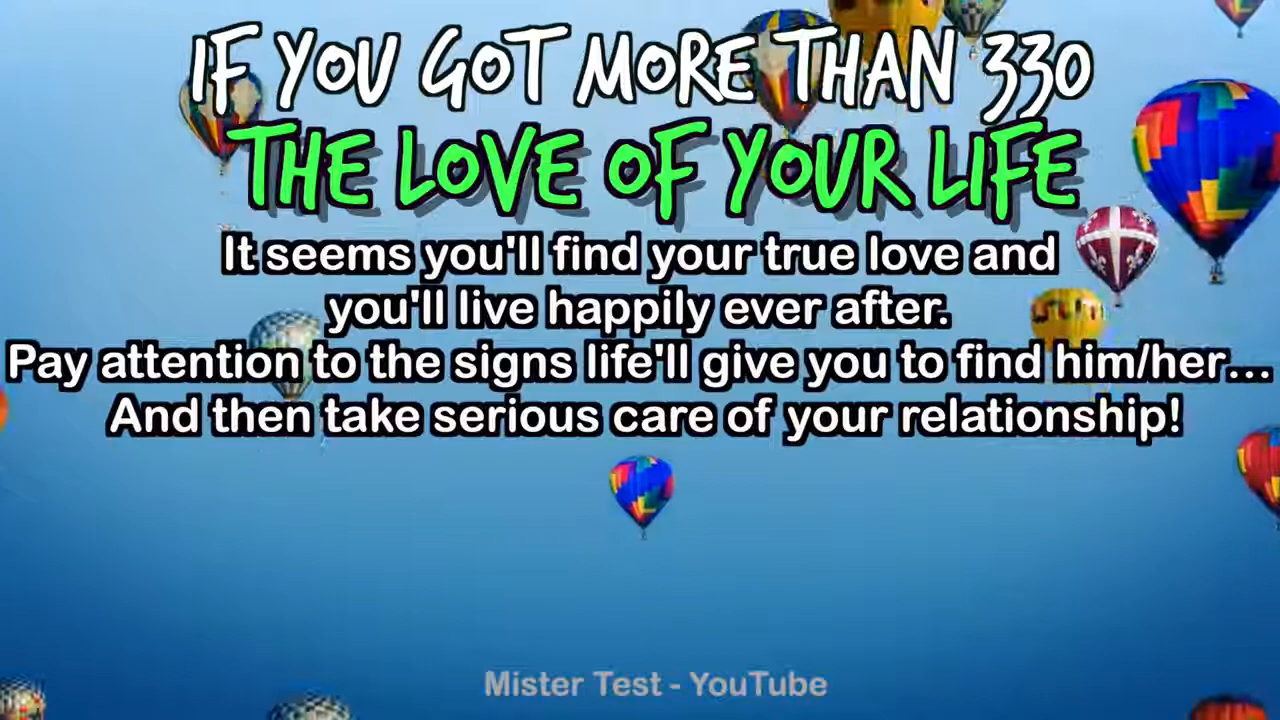 IF YOU GOT MORE THAN 330
THE LOVE OF YOUR LIFE
It seems you'll find your true love and
you'll live happily ever after.
Pay attention to the signs life'll give you to find him/her...
And then take serious care of your relationship!
Mister Test - YouTube